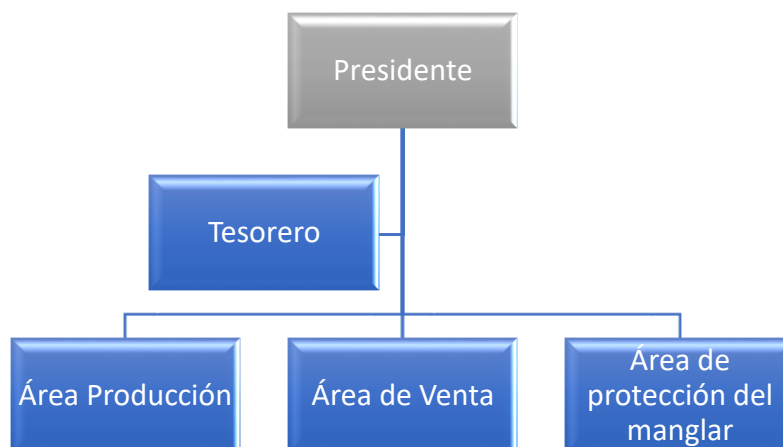 Presidente
Tesorero
Área Producción
Área de Venta
Área de
protección del
manglar